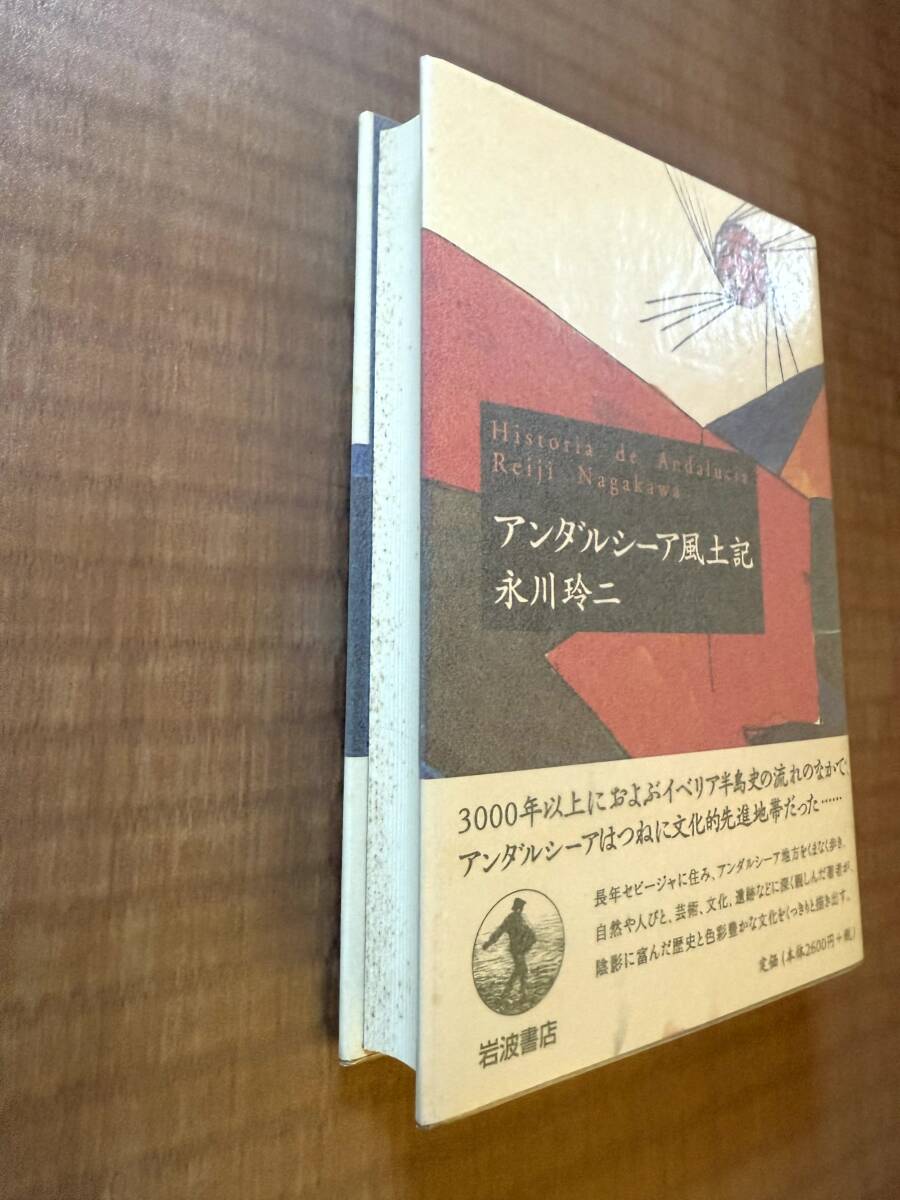 Historia de Andalucía
Reiji Nagakawa
アンダルシーア風土記
永川玲二
3000年以上におよぶイベリア半島史の流れのなかで、
アンダルシーアはつねに文化的先進地帯だった……
長年セビージャに住み、アンダルシーア地方をくまなく歩き、
自然や人びと、芸術、文化、遺跡などに深く親しんだ著者が、
陰影に富んだ歴史と色彩豊かな文化をくっきりと描き出す。
定価(本体2600円+税)
岩波書店